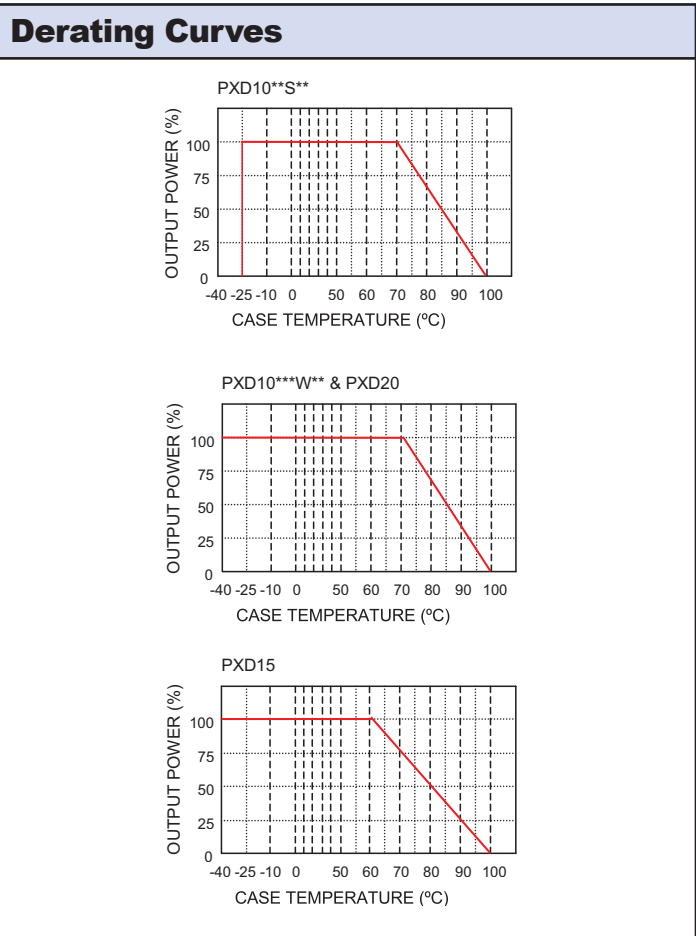 Derating Curves
PXD10**S**
OUTPUT POWER (%)
100
75
50
25
0
-40 -25 -10 0 50 60 70 80 90 100
CASE TEMPERATURE (ºC)
PXD10***W** & PXD20
OUTPUT POWER (%)
100
75
50
25
0
-40 -25 -10 0 50 60 70 80 90 100
CASE TEMPERATURE (ºC)
PXD15
OUTPUT POWER (%)
100
75
50
25
0
-40 -25 -10 0 50 60 70 80 90 100
CASE TEMPERATURE (ºC)